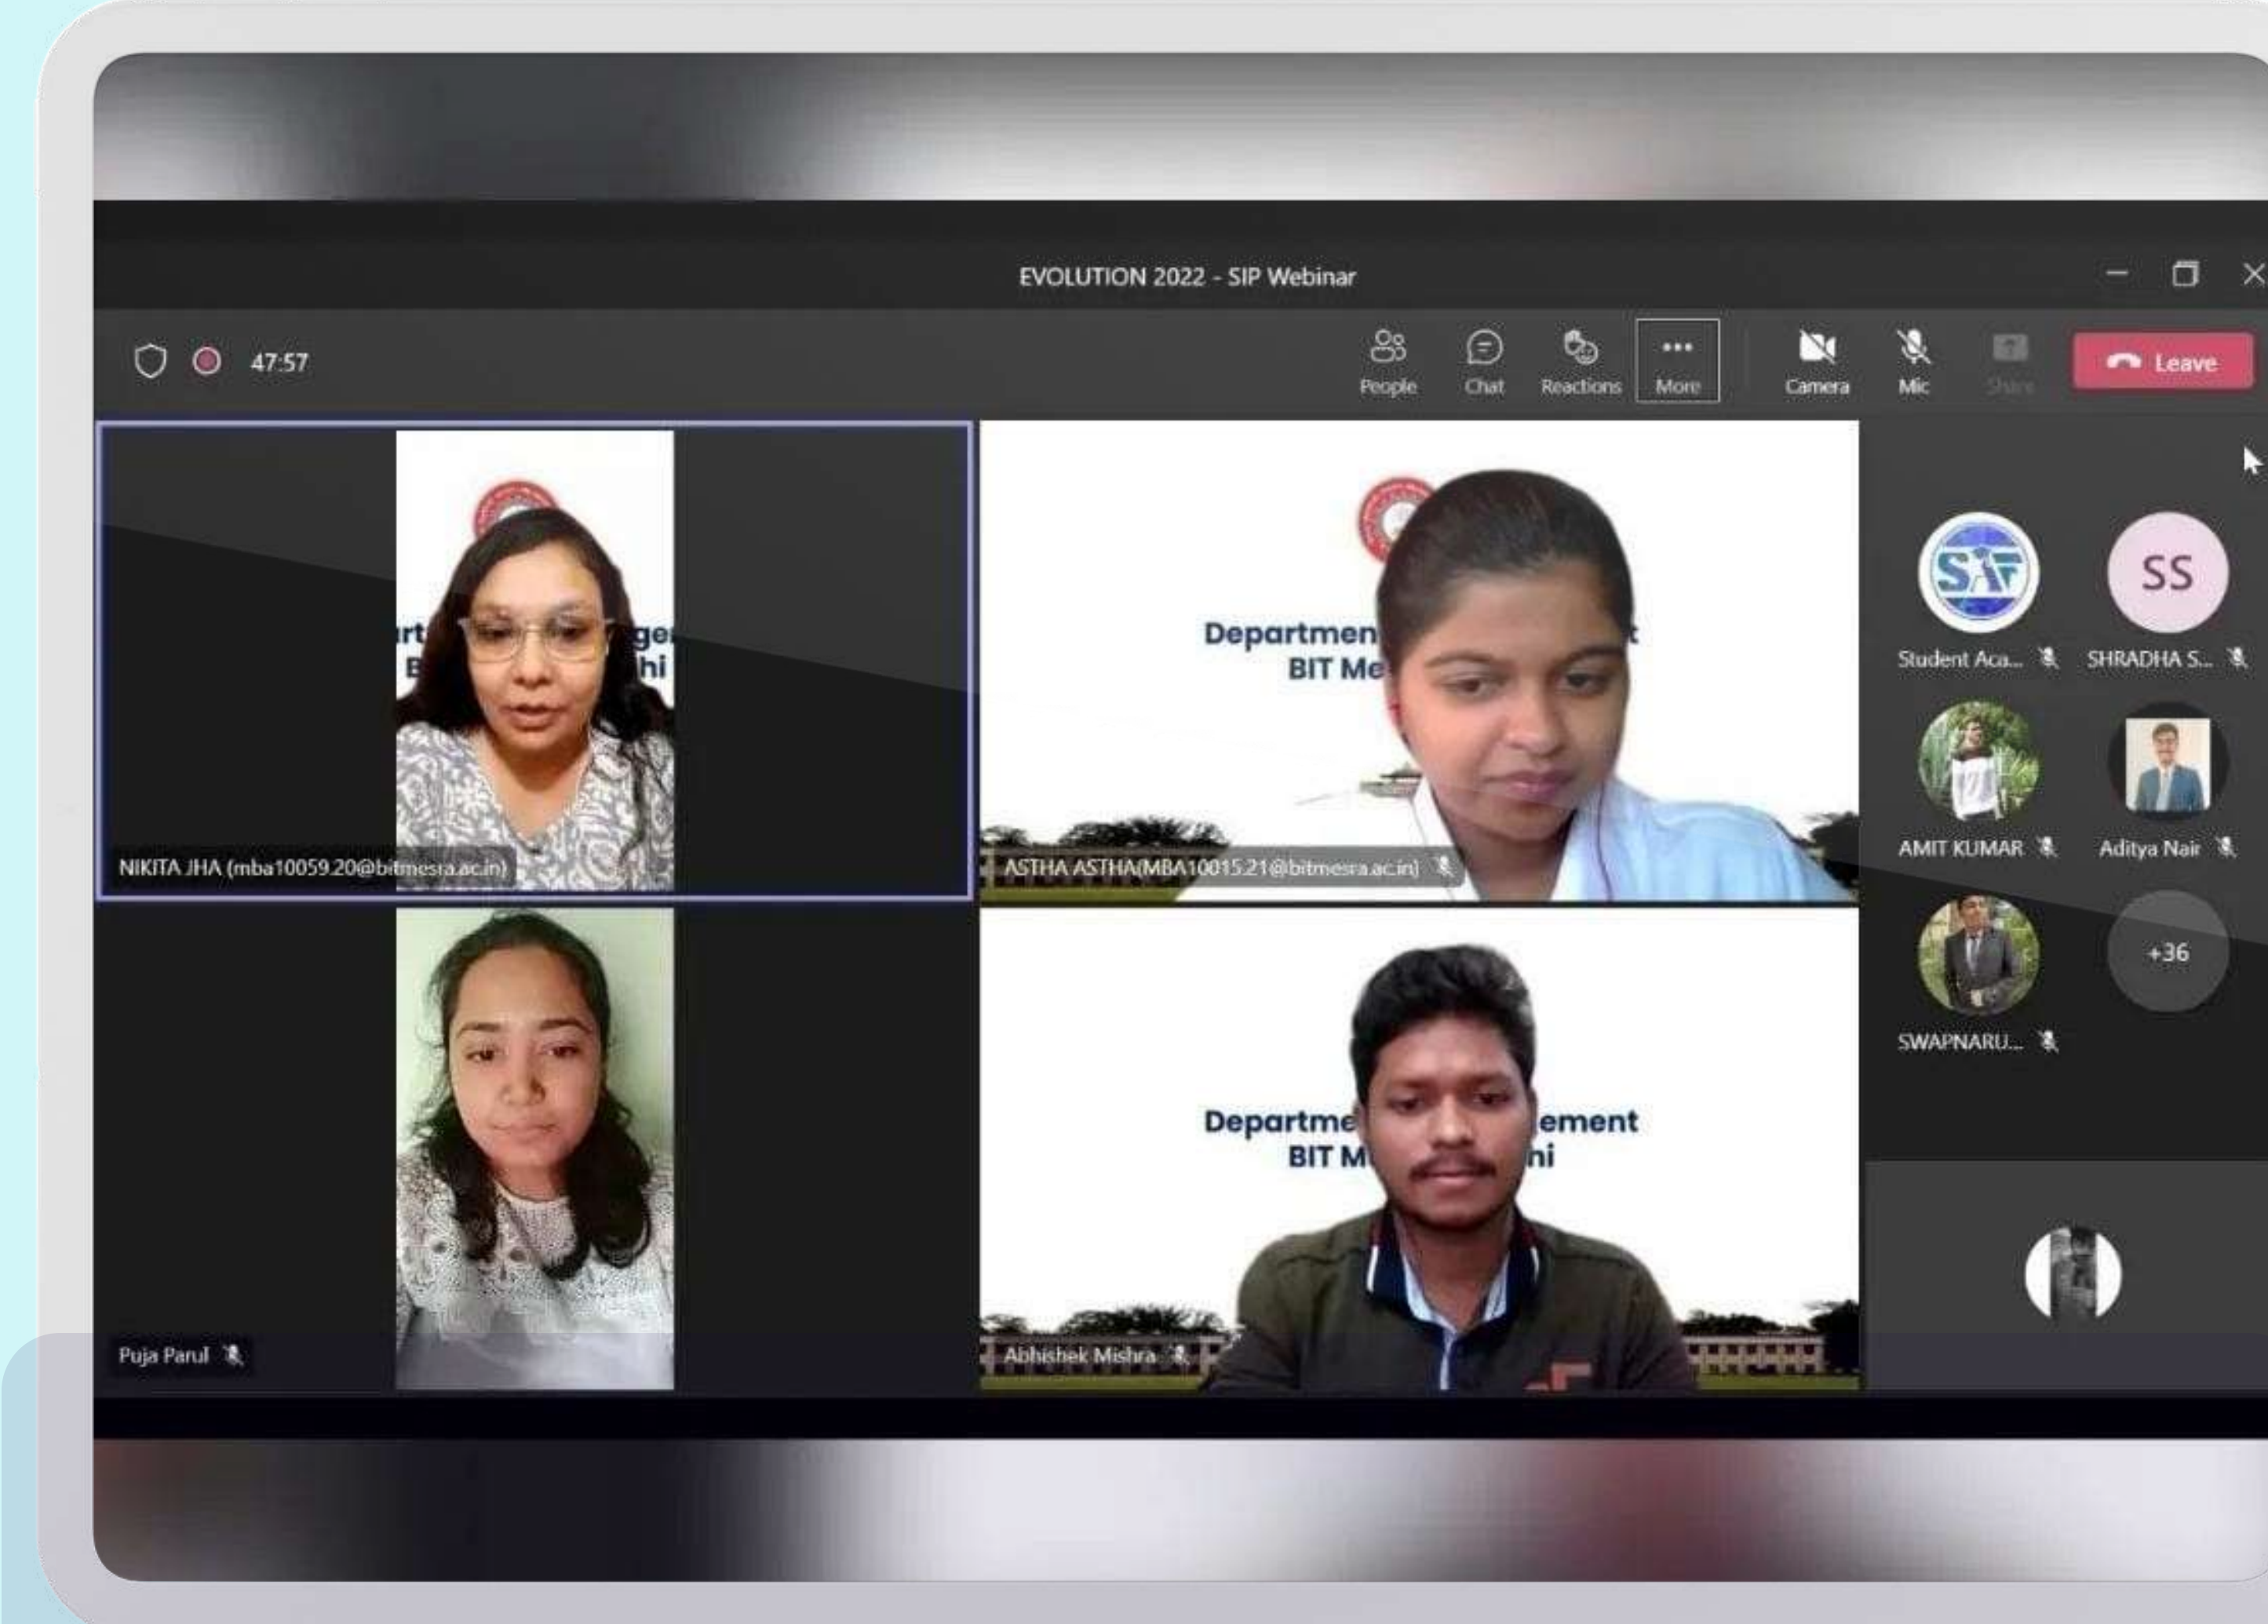 EVOLUTION 2022 - SIP Webinar
47:57
People
Chat
Reactions
More
Camera
Mic
Share
Leave
Department
BIT Me
NIKITA JHA (mba10059.20@bitmesra.ac.in)
ASTHA ASTHA(MBA10015.21@bitmesra.ac.in)
SAF
SS
Student Aca...
SHRADHA S...
AMIT KUMAR
Aditya Nair
SWAPNARU...
+36
Departme ement
BIT M hi
Puja Parul
Abhishek Mishra